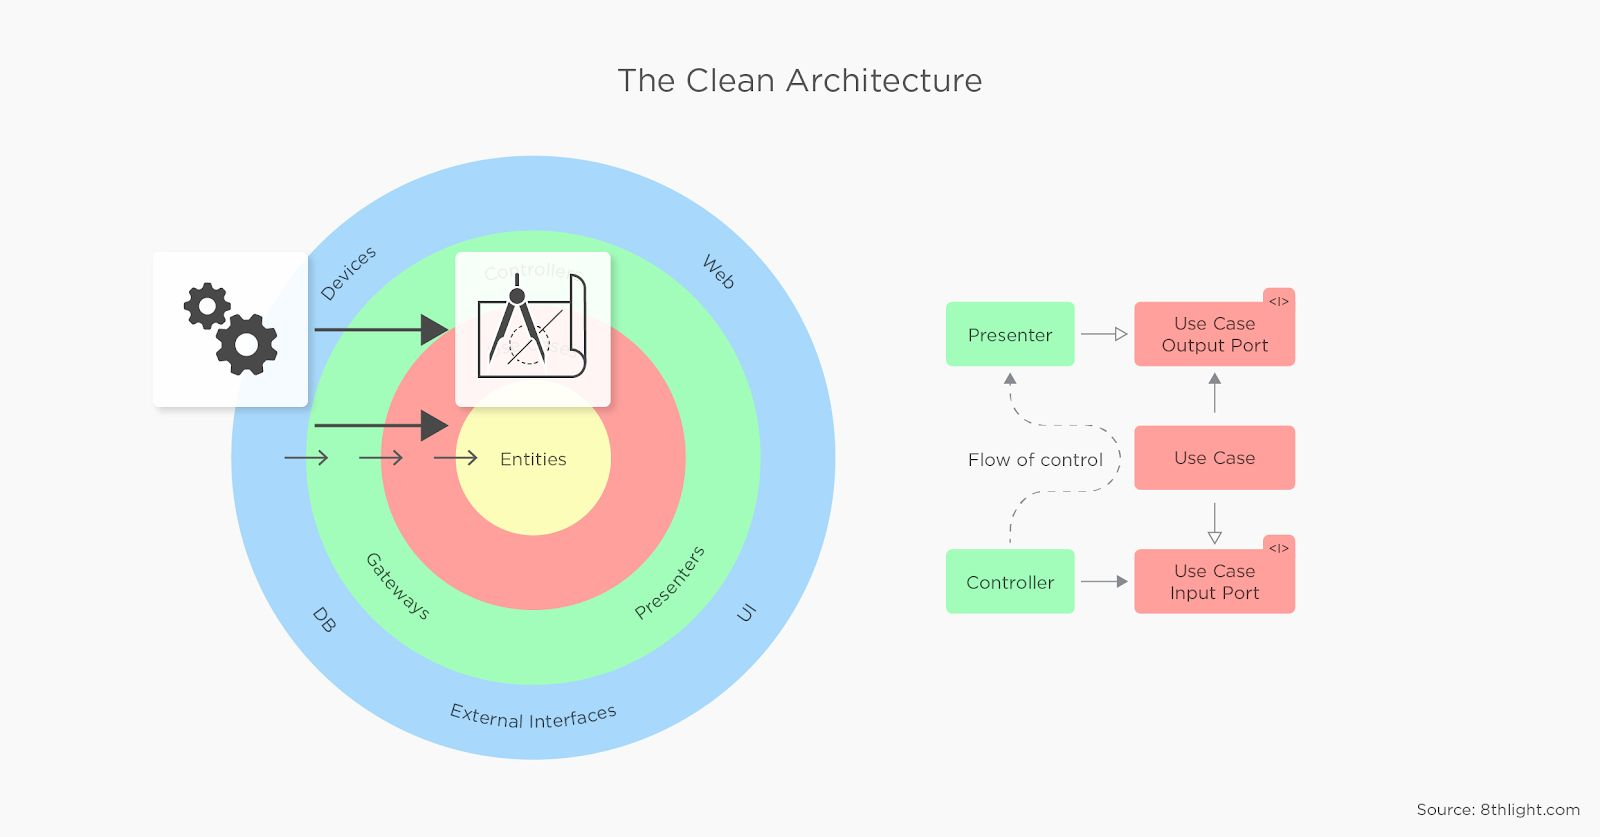 The Clean Architecture
Devices
Web
Controllers
Entities
Gateways
Presenters
DB
UI
External Interfaces
Presenter
Use Case
Output Port
<I>
Flow of control
Use Case
Controller
Use Case
Input Port
<I>
Source: 8thlight.com